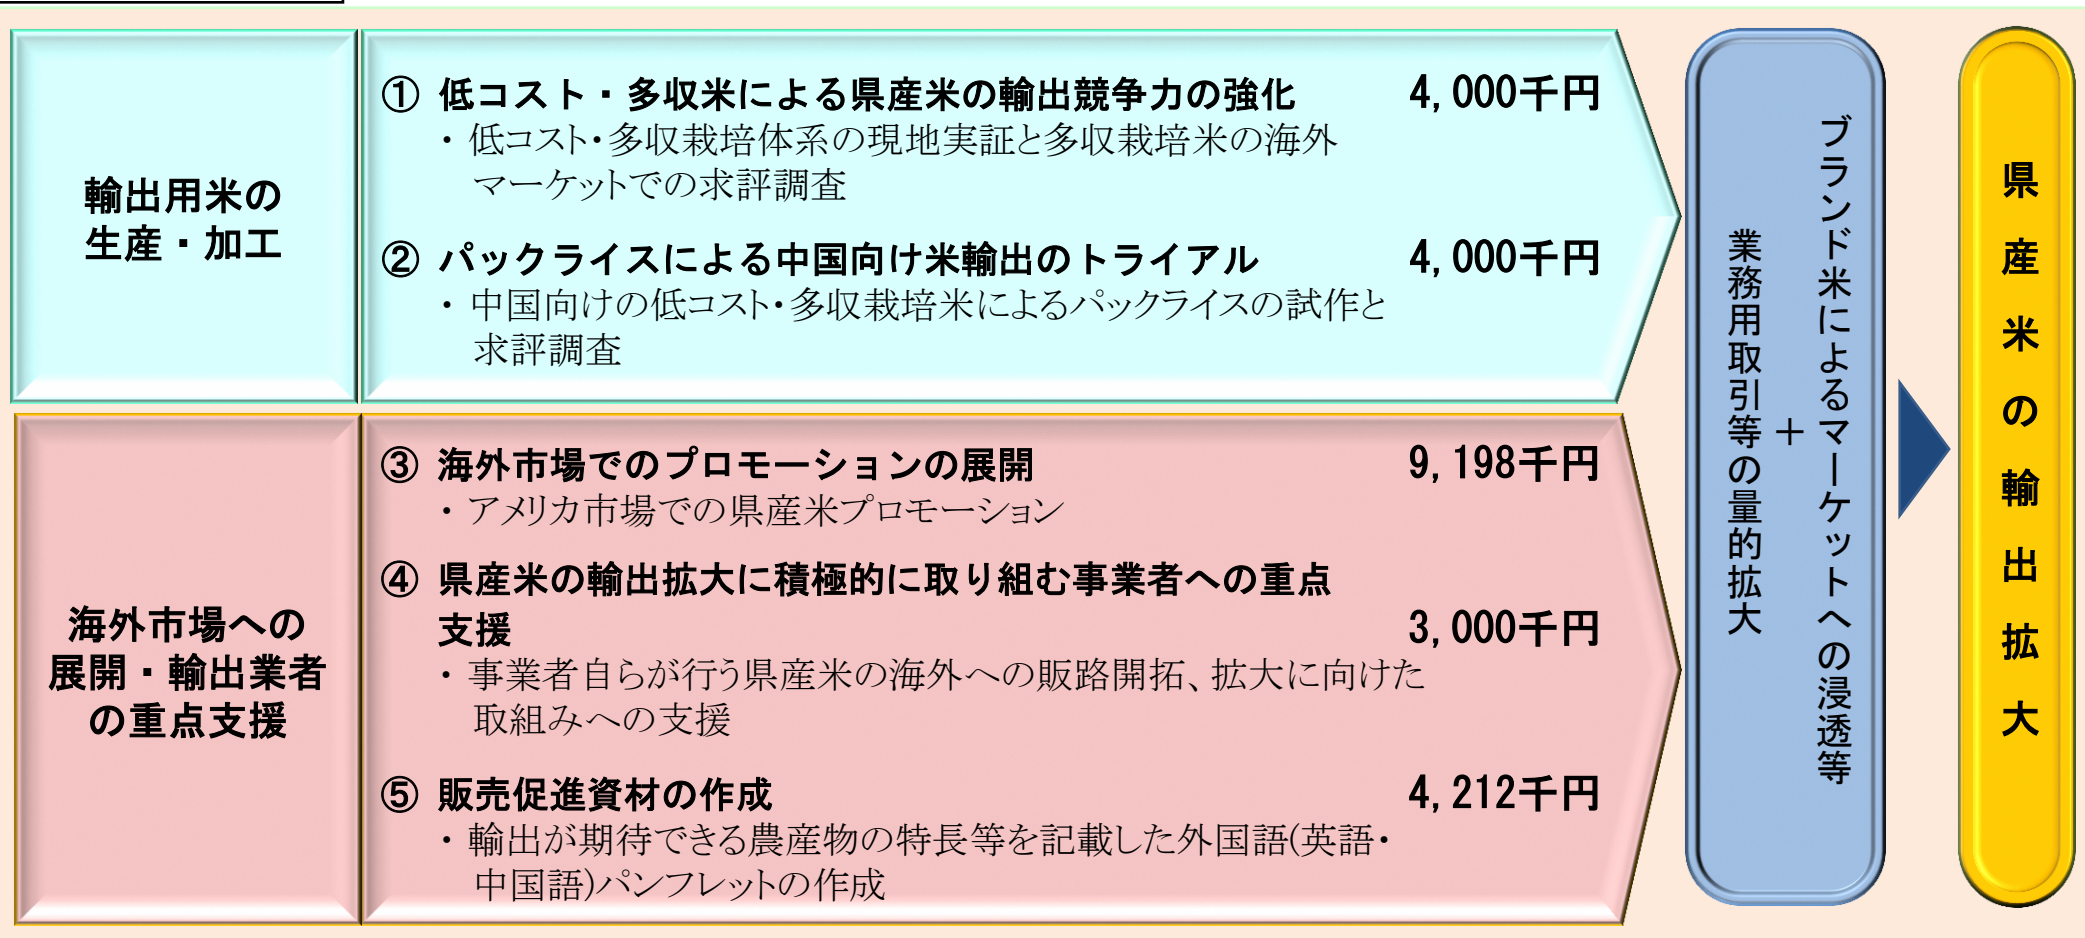 輸出用米の
生産・加工
① 低コスト・多収米による県産米の輸出競争力の強化 4,000千円
・低コスト・多収栽培体系の現地実証と多収栽培米の海外
マーケットでの求評調査
② パックライスによる中国向け米輸出のトライアル 4,000千円
・中国向けの低コスト・多収栽培米によるパックライスの試作と
求評調査
海外市場への
展開・輸出業者
の重点支援
③ 海外市場でのプロモーションの展開 9,198千円
・アメリカ市場での県産米プロモーション
④ 県産米の輸出拡大に積極的に取り組む事業者への重点
支援 3,000千円
・事業者自らが行う県産米の海外への販路開拓、拡大に向けた
取組みへの支援
⑤ 販売促進資材の作成 4,212千円
・輸出が期待できる農産物の特長等を記載した外国語(英語・
中国語)パンフレットの作成
ブランド米によるマーケットへの浸透等
＋
業務用取引等の量的拡大
県産米の輸出拡大